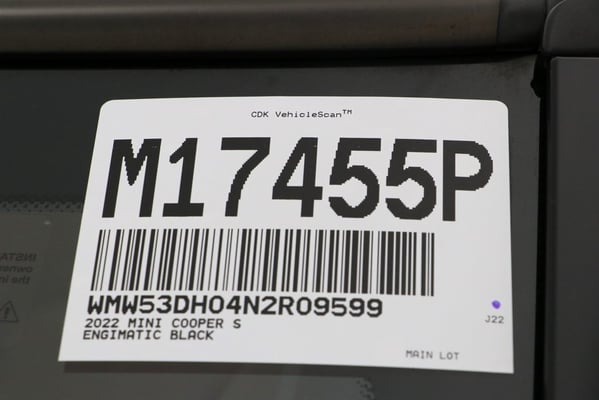 CDK VehicleScan™
M17455P
WMW53DH04N2R09599
2022 MINI COOPER S
ENGIMATIC BLACK
J22
MAIN LOT